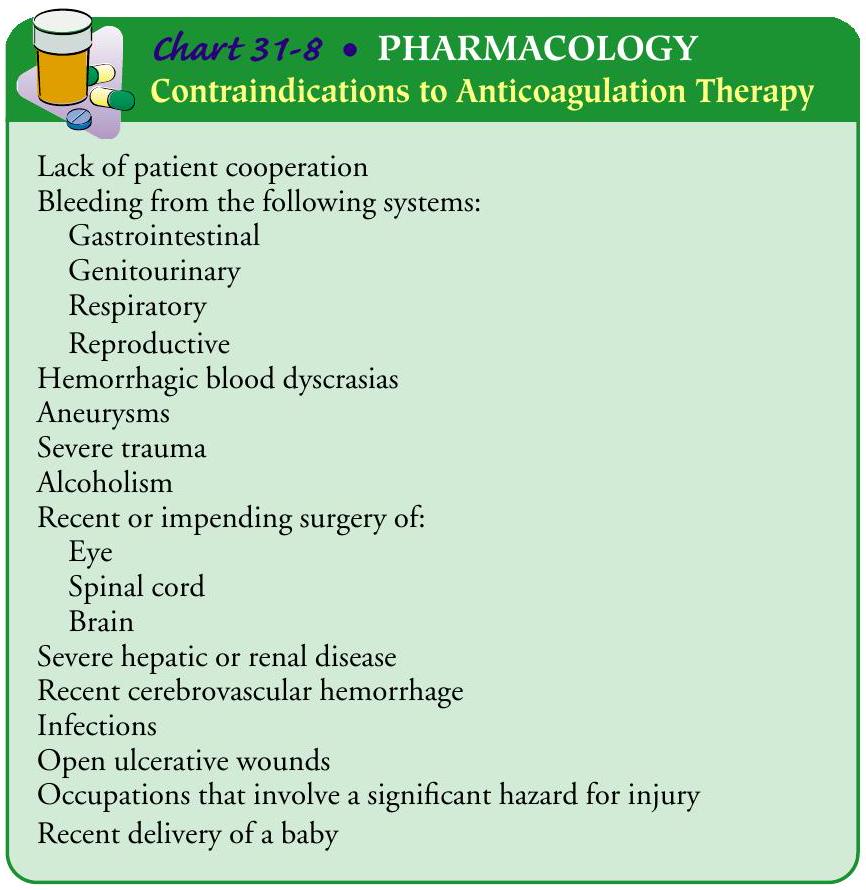 Chart 31-8 • PHARMACOLOGY
Contraindications to Anticoagulation Therapy
Lack of patient cooperation
Bleeding from the following systems:
Gastrointestinal
Genitourinary
Respiratory
Reproductive
Hemorrhagic blood dyscrasias
Aneurysms
Severe trauma
Alcoholism
Recent or impending surgery of:
Eye
Spinal cord
Brain
Severe hepatic or renal disease
Recent cerebrovascular hemorrhage
Infections
Open ulcerative wounds
Occupations that involve a significant hazard for injury
Recent delivery of a baby